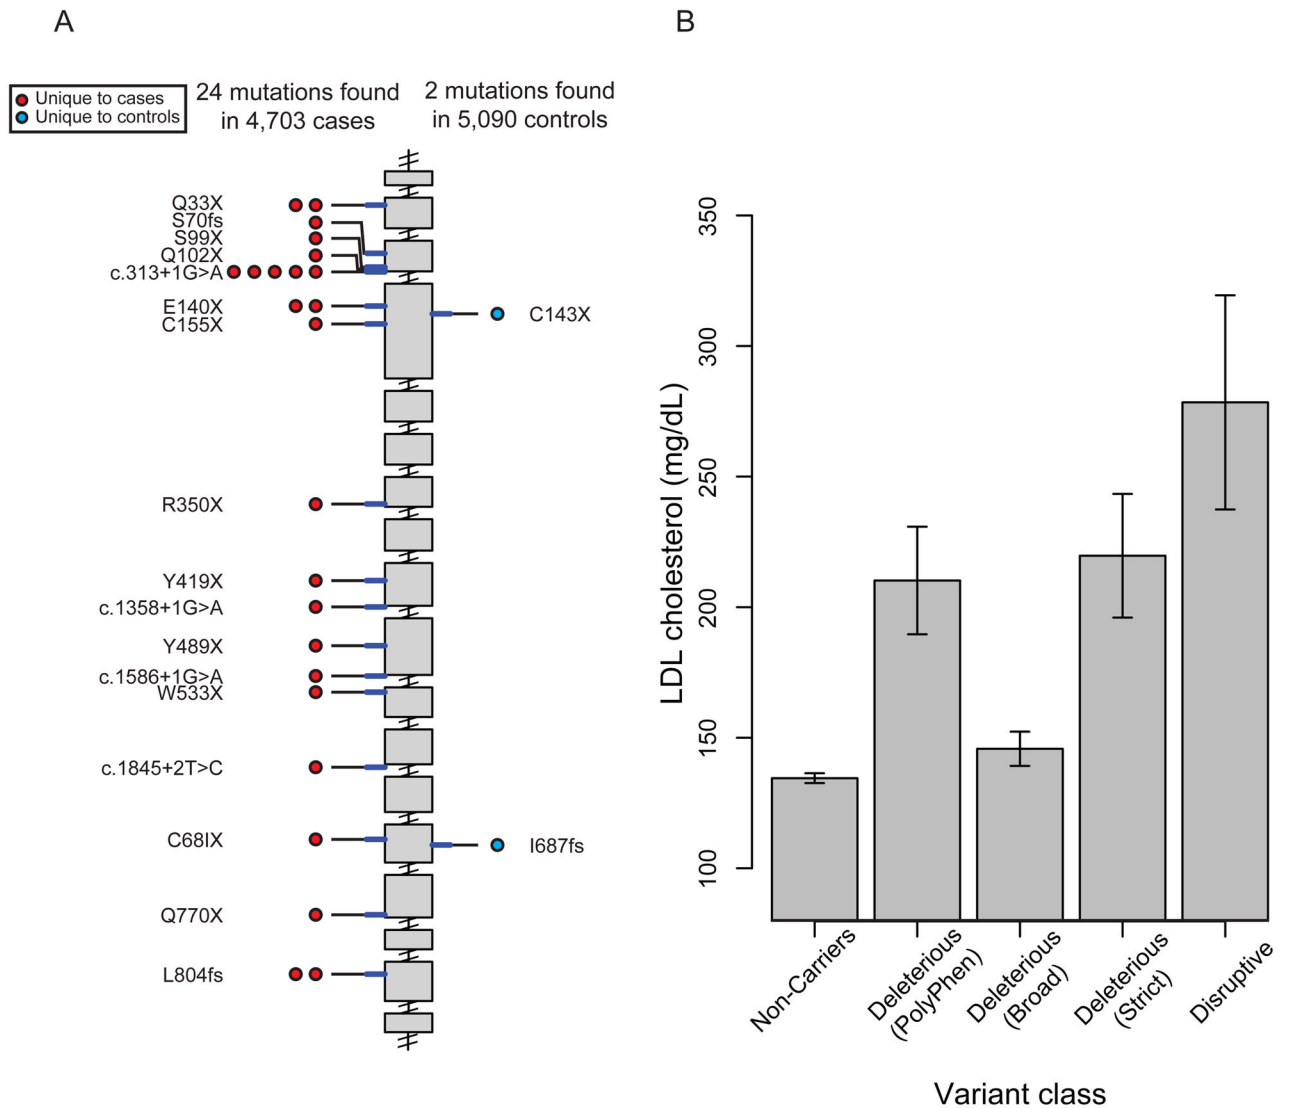 A
B
Unique to cases
Unique to controls
24 mutations found
in 4,703 cases
2 mutations found
in 5,090 controls
Q33X
S70fs
S99X
Q102X
c.313+1G>A
E140X
C155X
C143X
R350X
Y419X
c.1358+1G>A
Y489X
c.1586+1G>A
W533X
c.1845+2T>C
C68IX
I687fs
Q770X
L804fs
LDL cholesterol (mg/dL)
350
300
250
200
150
100
Non-Carriers
Deleterious
(PolyPhen)
Deleterious
(Broad)
Deleterious
(Strict)
Disruptive
Variant class